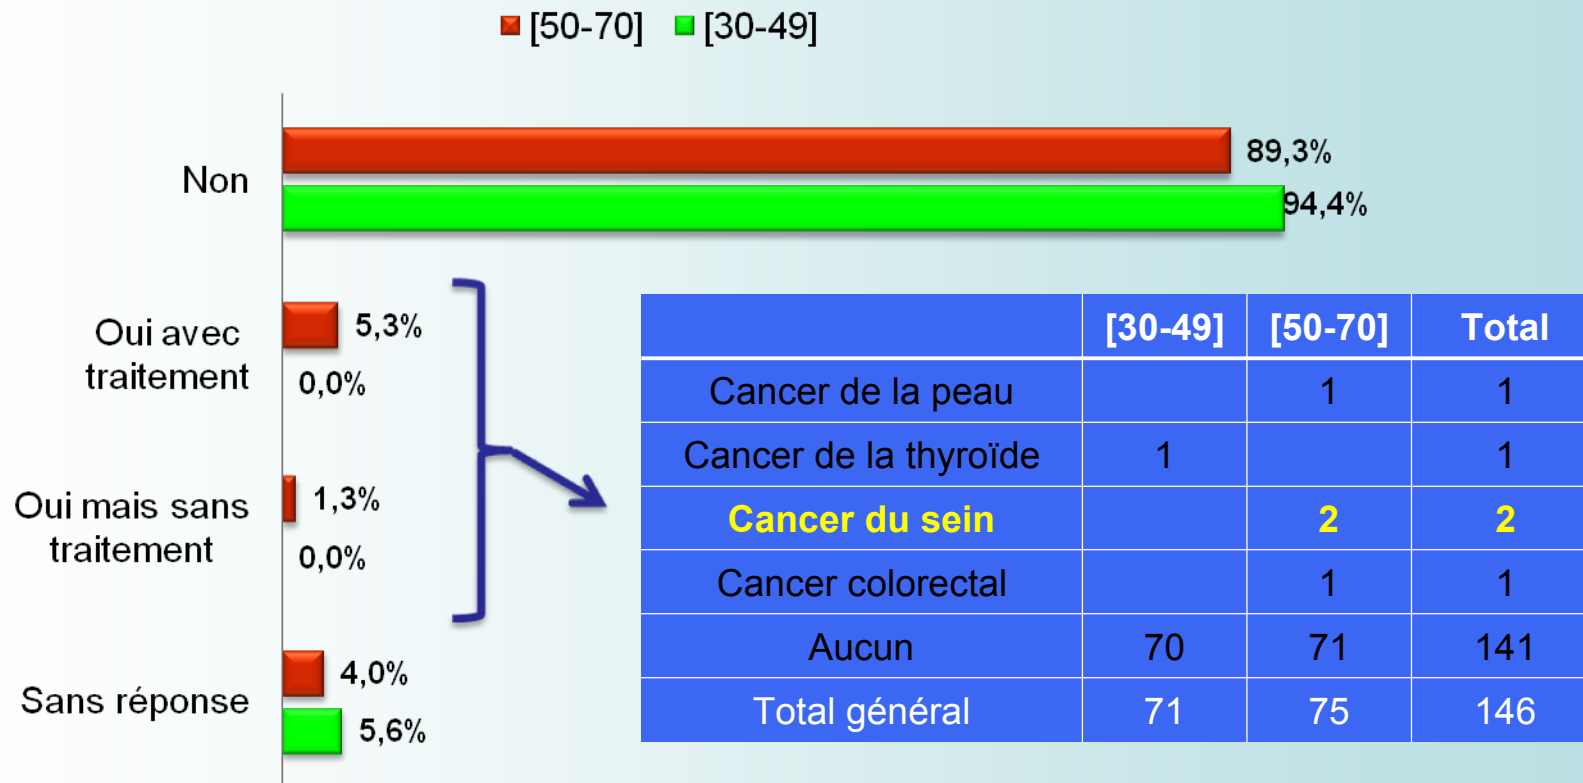 [50-70] [30-49]
Non
89,3%
94,4%
Oui avec
traitement
5,3%
0,0%
Oui mais sans
traitement
1,3%
0,0%
Sans réponse
4,0%
5,6%
[30-49] [50-70] Total
Cancer de la peau 1 1
Cancer de la thyroïde 1 1
Cancer du sein 2 2
Cancer colorectal 1 1
Aucun 70 71 141
Total général 71 75 146